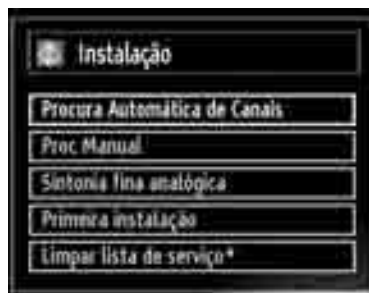 Instalação
Procura Automática de Canais
Proc Manual
Sintonia fina analógica
Primeira instalação
Limpar lista de serviço*